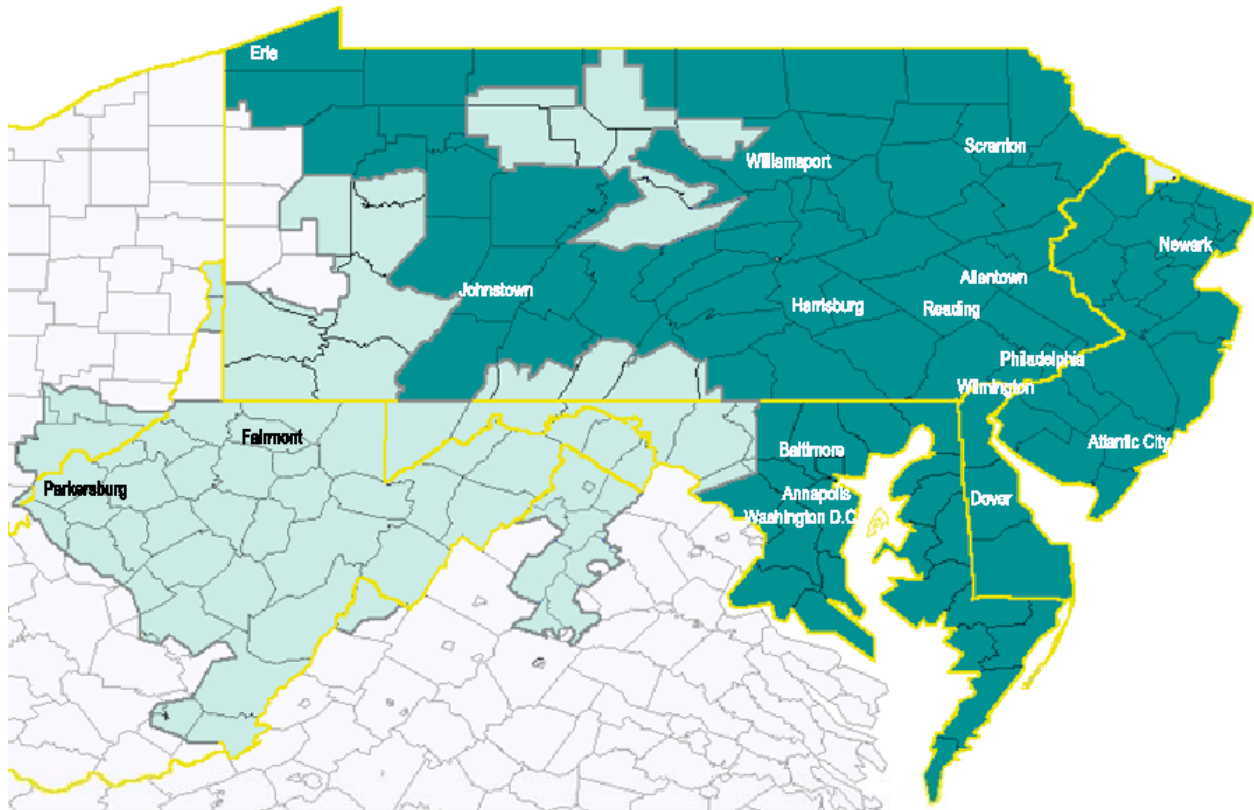 Erie
Scranton
Williamsport
Newark
Allentown
Johnstown
Harrisburg
Reading
Philadelphia
Wilmington
Fairmont
Atlantic City
Baltimore
Parkersburg
Annapolis
Dover
Washington D.C.